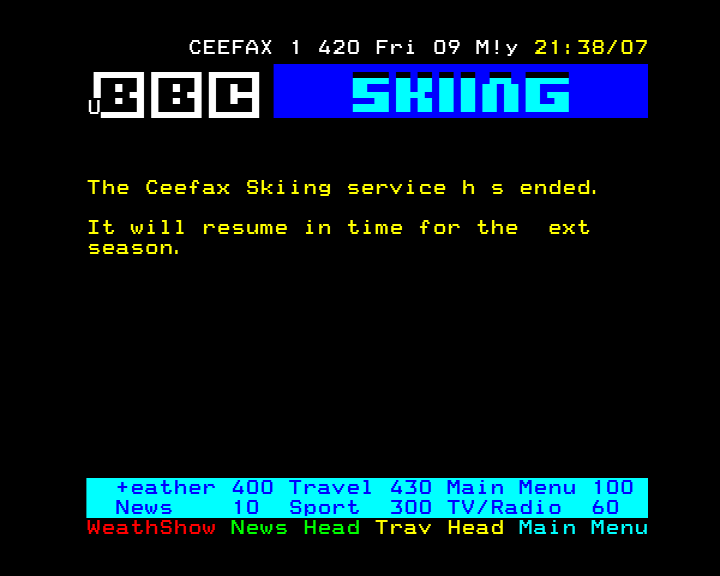 CEEFAX 1 420 Fri 09 M!y 21:38/07
UBBC SKIING
The Ceefax Skiing service h s ended.
It will resume in time for the  ext
season.
+eather 400 Travel 430 Main Menu 100
News    10  Sport  300 TV/Radio  60
WeathShow News Head Trav Head Main Menu